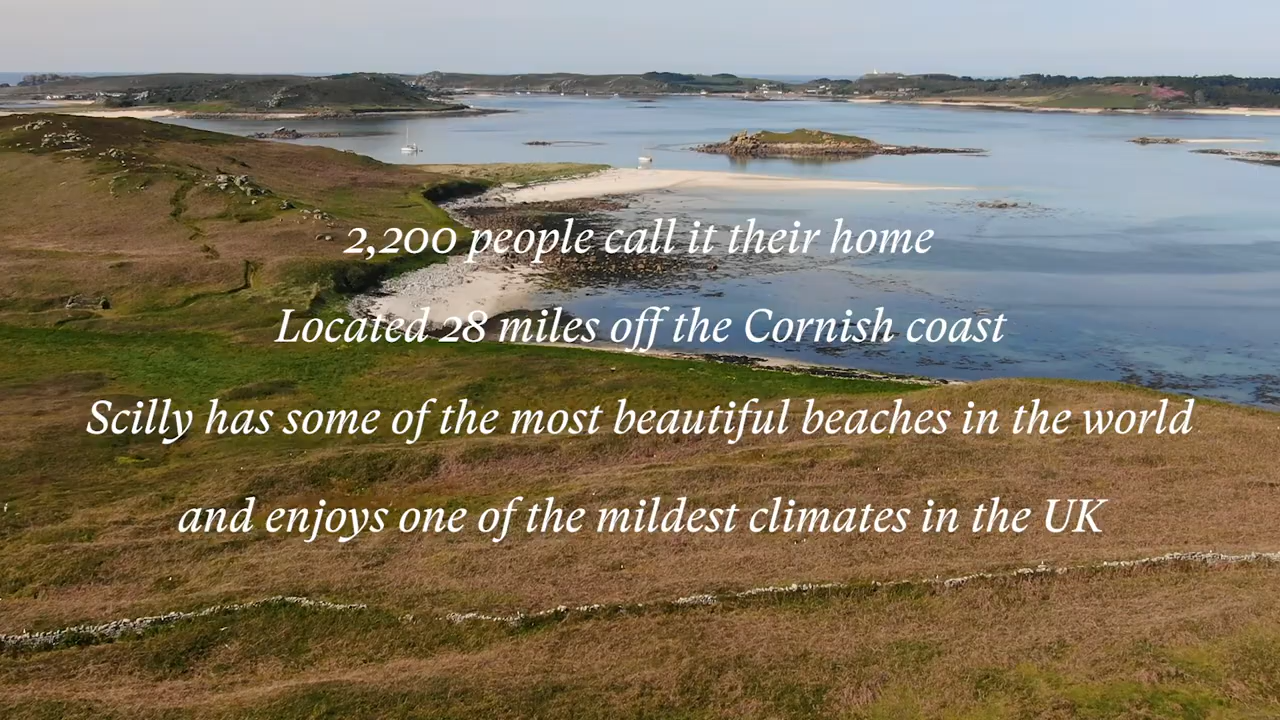 2,200 people call it their home
Located 28 miles off the Cornish coast
Scilly has some of the most beautiful beaches in the world
and enjoys one of the mildest climates in the UK